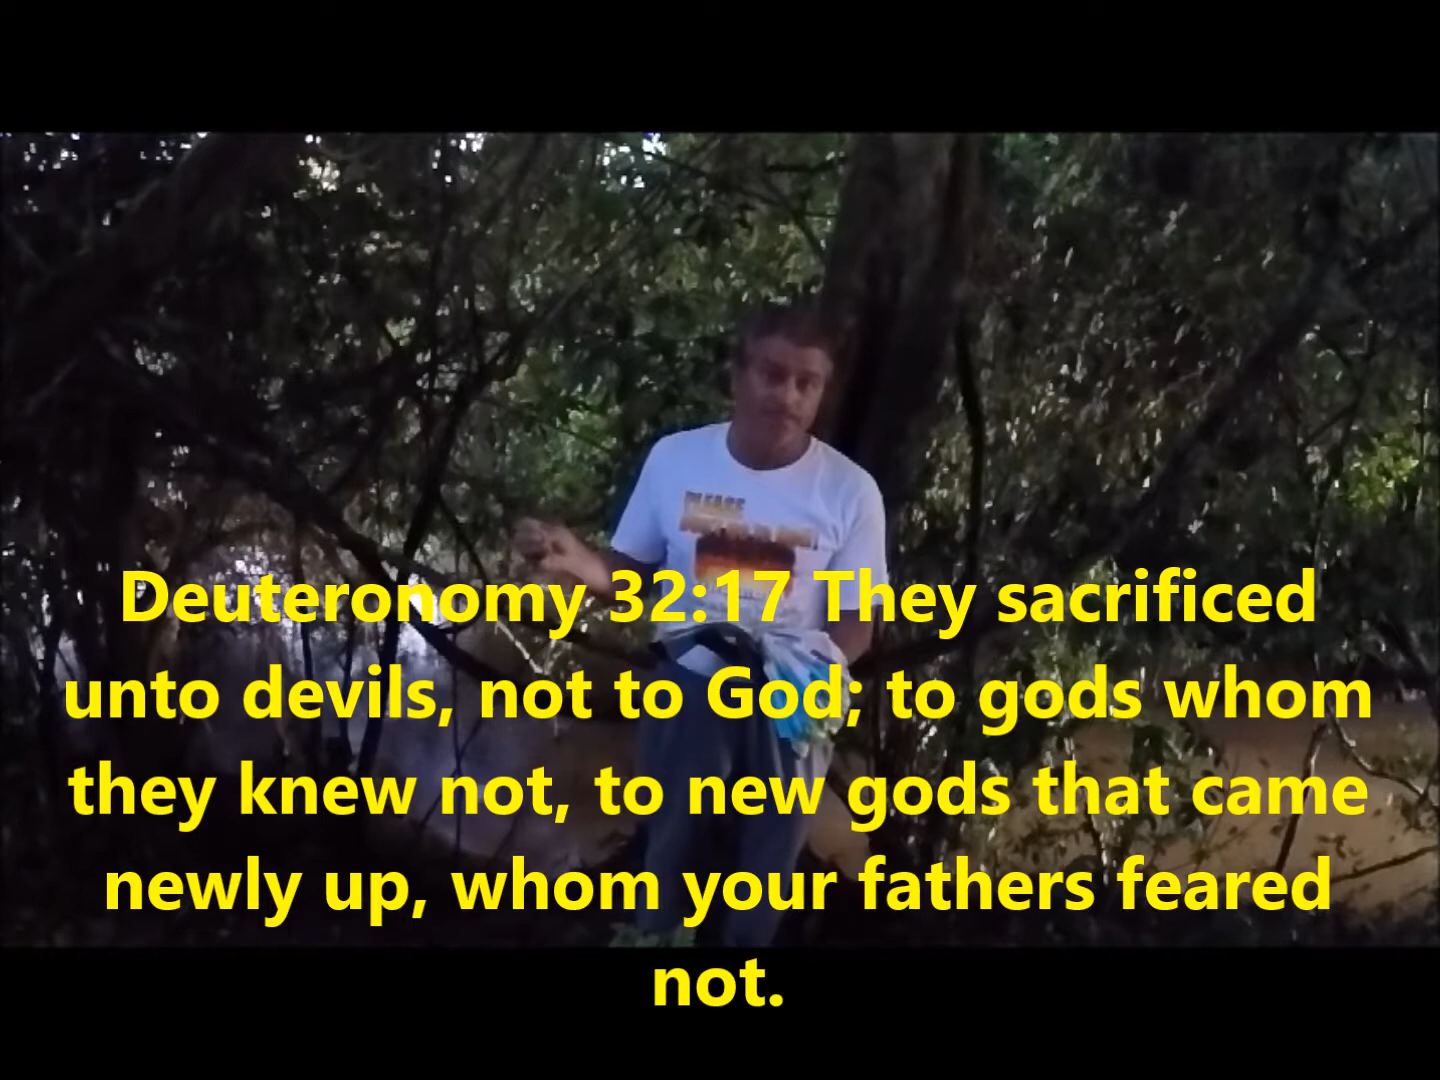 PLEASE
Deuteronomy 32:17 They sacrificed
unto devils, not to God; to gods whom
they knew not, to new gods that came
newly up, whom your fathers feared
not.